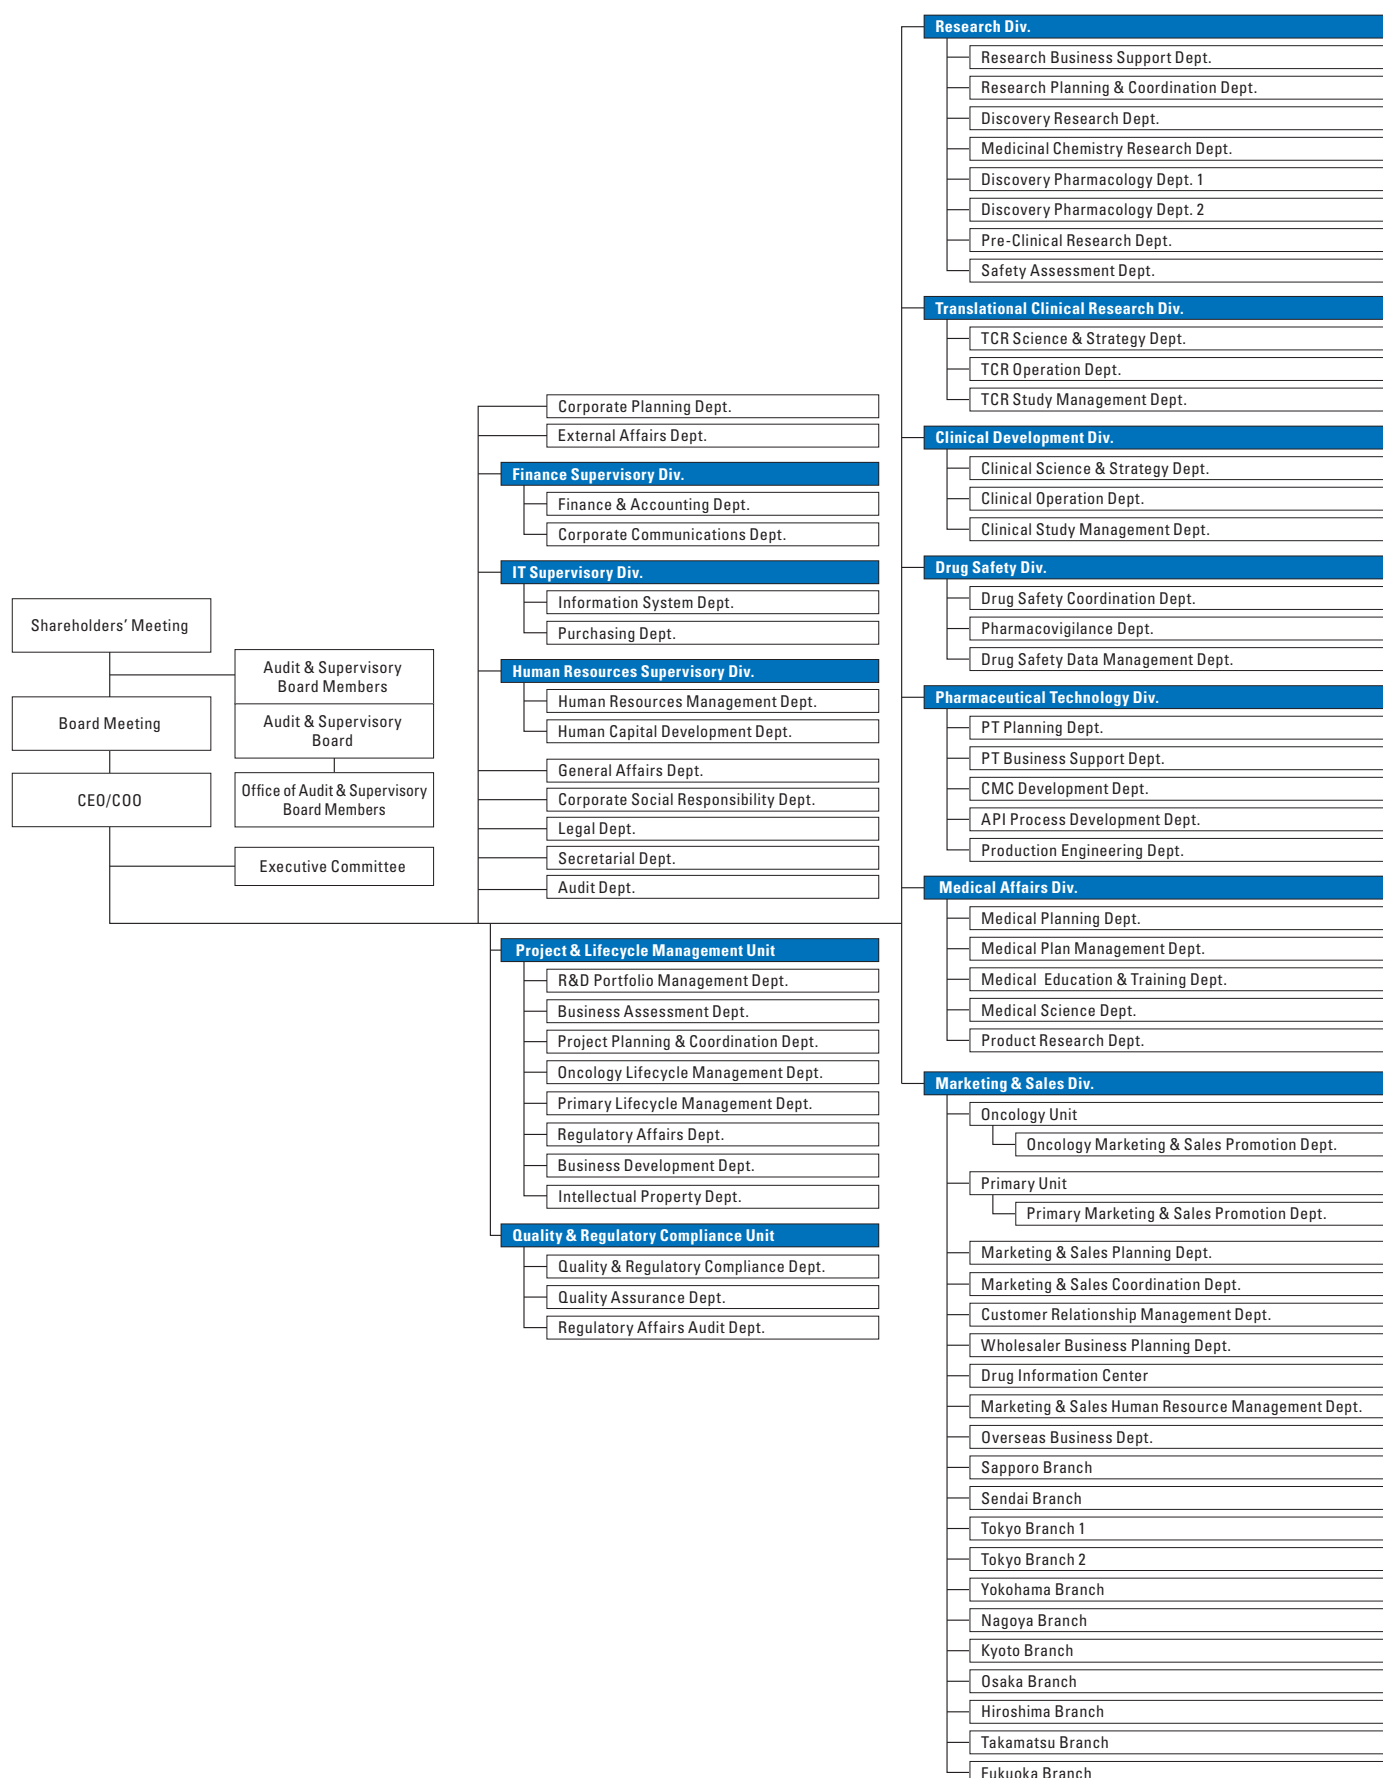 Shareholders’ Meeting
Audit & Supervisory
Board Members
Board Meeting
Audit & Supervisory
Board
CEO/COO
Office of Audit & Supervisory
Board Members
Executive Committee
Corporate Planning Dept.
External Affairs Dept.
Finance Supervisory Div.
Finance & Accounting Dept.
Corporate Communications Dept.
IT Supervisory Div.
Information System Dept.
Purchasing Dept.
Human Resources Supervisory Div.
Human Resources Management Dept.
Human Capital Development Dept.
General Affairs Dept.
Corporate Social Responsibility Dept.
Legal Dept.
Secretarial Dept.
Audit Dept.
Project & Lifecycle Management Unit
R&D Portfolio Management Dept.
Business Assessment Dept.
Project Planning & Coordination Dept.
Oncology Lifecycle Management Dept.
Primary Lifecycle Management Dept.
Regulatory Affairs Dept.
Business Development Dept.
Intellectual Property Dept.
Quality & Regulatory Compliance Unit
Quality & Regulatory Compliance Dept.
Quality Assurance Dept.
Regulatory Affairs Audit Dept.
Research Div.
Research Business Support Dept.
Research Planning & Coordination Dept.
Discovery Research Dept.
Medicinal Chemistry Research Dept.
Discovery Pharmacology Dept. 1
Discovery Pharmacology Dept. 2
Pre-Clinical Research Dept.
Safety Assessment Dept.
Translational Clinical Research Div.
TCR Science & Strategy Dept.
TCR Operation Dept.
TCR Study Management Dept.
Clinical Development Div.
Clinical Science & Strategy Dept.
Clinical Operation Dept.
Clinical Study Management Dept.
Drug Safety Div.
Drug Safety Coordination Dept.
Pharmacovigilance Dept.
Drug Safety Data Management Dept.
Pharmaceutical Technology Div.
PT Planning Dept.
PT Business Support Dept.
CMC Development Dept.
API Process Development Dept.
Production Engineering Dept.
Medical Affairs Div.
Medical Planning Dept.
Medical Plan Management Dept.
Medical Education & Training Dept.
Medical Science Dept.
Product Research Dept.
Marketing & Sales Div.
Oncology Unit
Oncology Marketing & Sales Promotion Dept.
Primary Unit
Primary Marketing & Sales Promotion Dept.
Marketing & Sales Planning Dept.
Marketing & Sales Coordination Dept.
Customer Relationship Management Dept.
Wholesaler Business Planning Dept.
Drug Information Center
Marketing & Sales Human Resource Management Dept.
Overseas Business Dept.
Sapporo Branch
Sendai Branch
Tokyo Branch 1
Tokyo Branch 2
Yokohama Branch
Nagoya Branch
Kyoto Branch
Osaka Branch
Hiroshima Branch
Takamatsu Branch
Fukuoka Branch